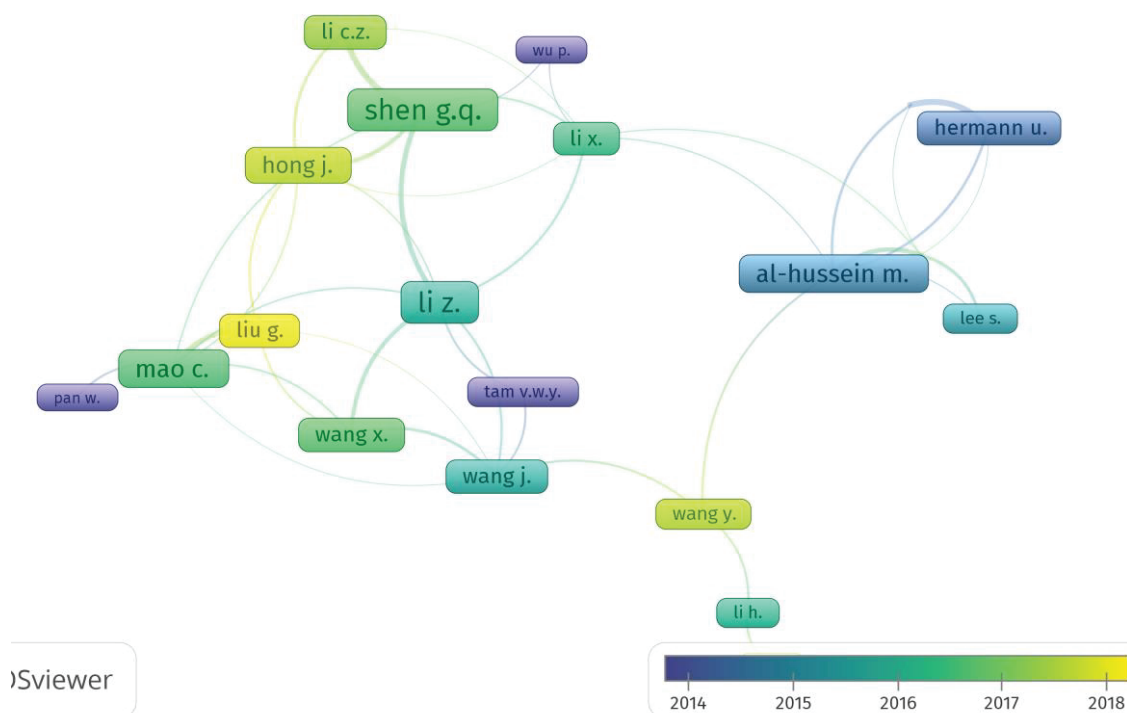 li c.z.
wu p.
shen g.q.
hermann u.
li x.
hong j.
al-hussein m.
li z.
lee s.
liu g.
mao c.
tam v.w.y.
pan w.
wang x.
wang j.
wang y.
li h.
OSviewer
2014 2015 2016 2017 2018